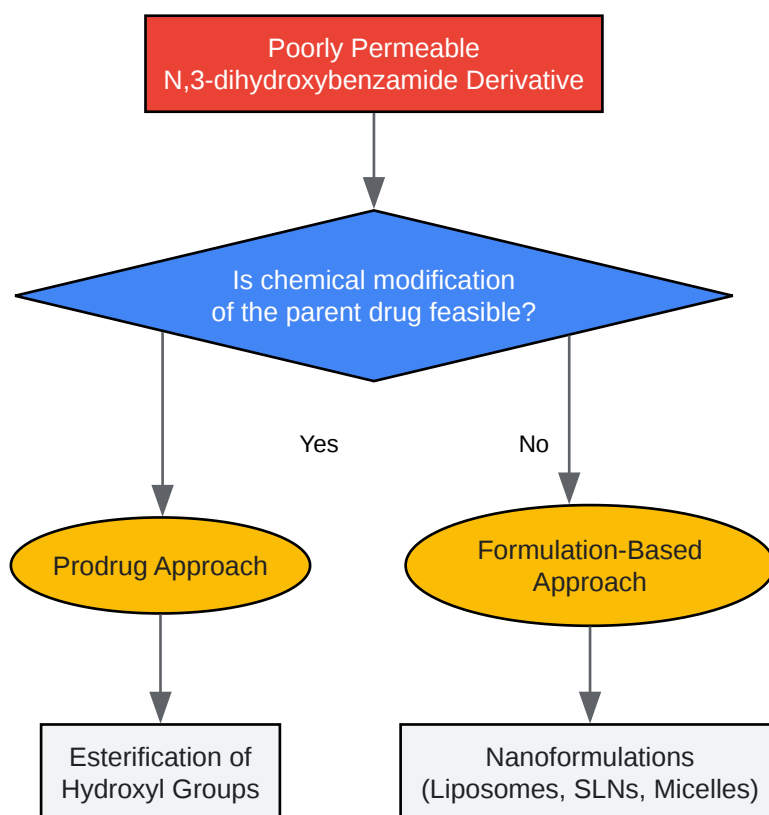 Poorly Permeable
N,3-dihydroxybenzamide Derivative
Is chemical modification
of the parent drug feasible?
Yes
No
Prodrug Approach
Formulation-Based
Approach
Esterification of
Hydroxyl Groups
Nanoformulations
(Liposomes, SLNs, Micelles)